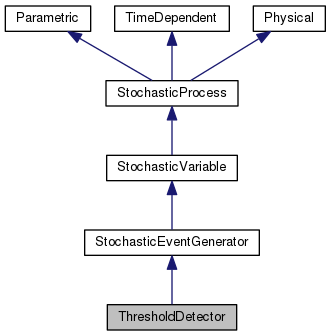 Parametric TimeDependent Physical
StochasticProcess
StochasticVariable
StochasticEventGenerator
ThresholdDetector